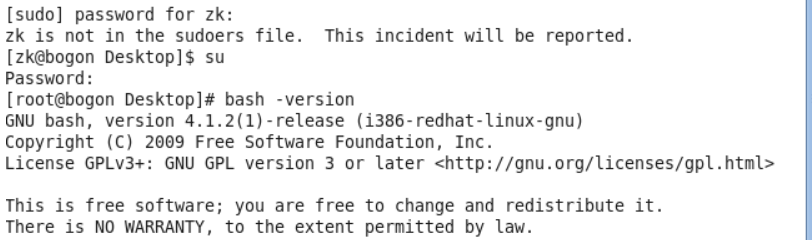 [sudo] password for zk:
zk is not in the sudoers file.  This incident will be reported.
[zk@bogon Desktop]$ su
Password:
[root@bogon Desktop]# bash -version
GNU bash, version 4.1.2(1)-release (i386-redhat-linux-gnu)
Copyright (C) 2009 Free Software Foundation, Inc.
License GPLv3+: GNU GPL version 3 or later <http://gnu.org/licenses/gpl.html>
This is free software; you are free to change and redistribute it.
There is NO WARRANTY, to the extent permitted by law.